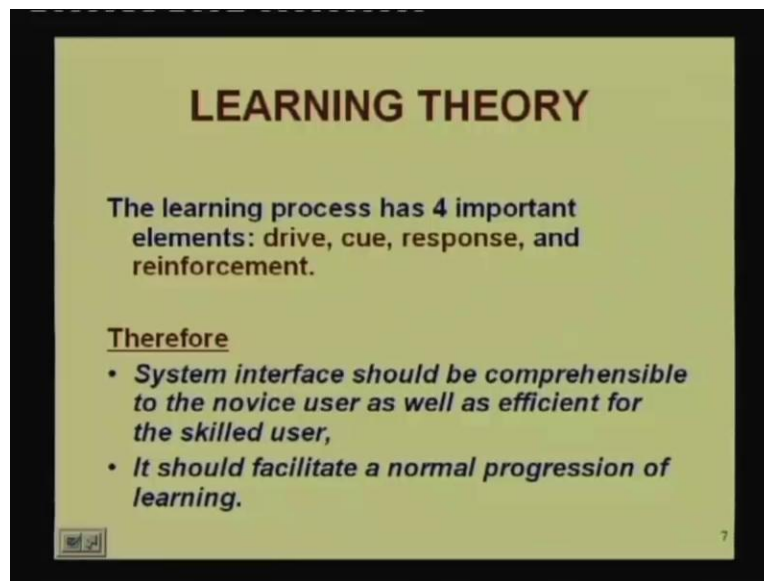 LEARNING THEORY
The learning process has 4 important
elements: drive, cue, response, and
reinforcement.
Therefore
• System interface should be comprehensible
to the novice user as well as efficient for
the skilled user,
• It should facilitate a normal progression of
learning.
7